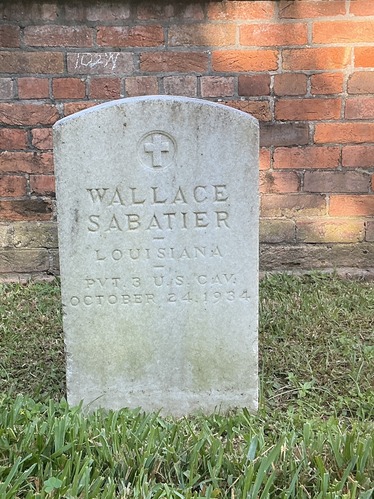 WALLACE
SABATIER
LOUISIANA
PVT. 3 U.S. CAV.
OCTOBER 24, 1934